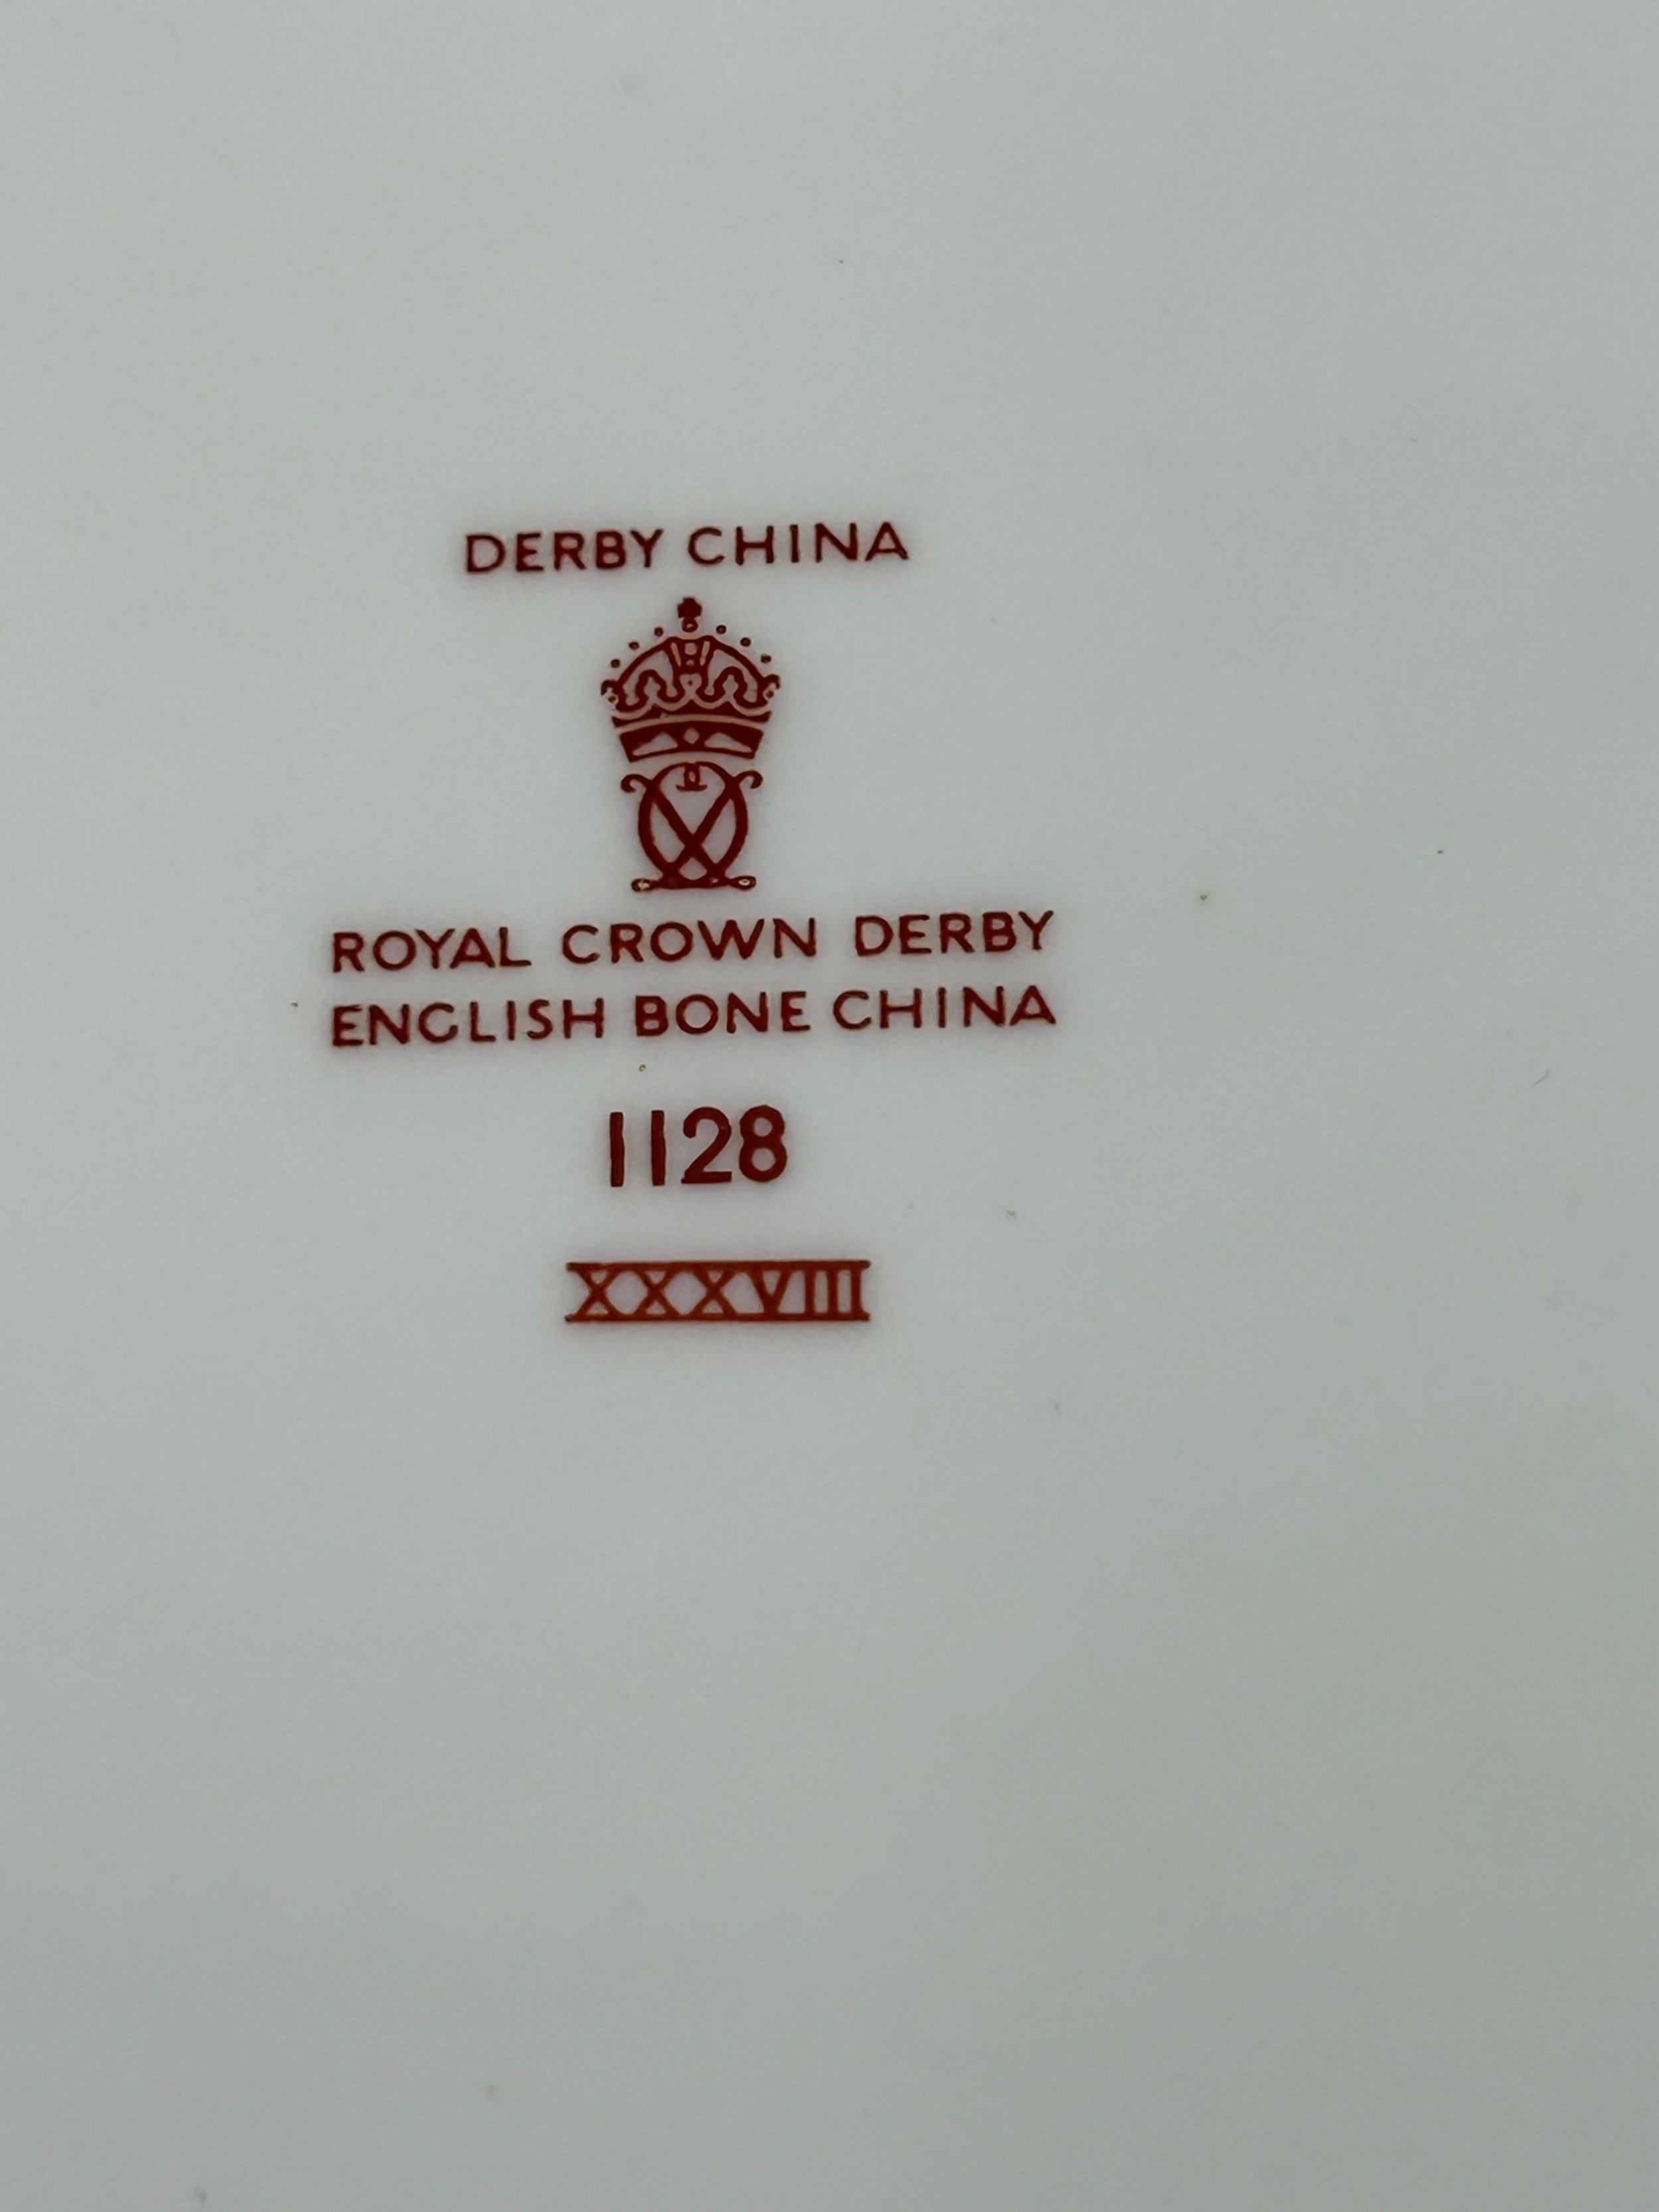 DERBY CHINA
ROYAL CROWN DERBY
ENGLISH BONE CHINA
1128
XXXVIII